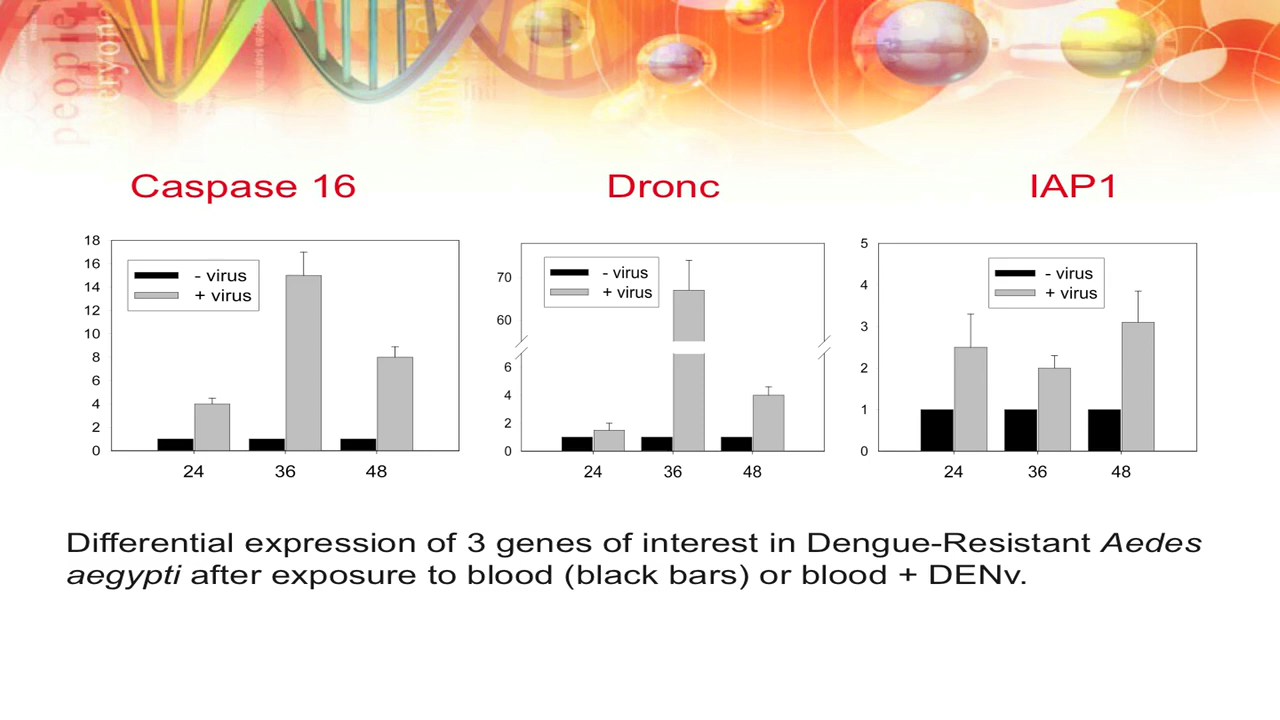 people
everyone
Caspase 16
Dronc
IAP1
18
16
14
12
10
8
6
4
2
0
- virus
+ virus
24
36
48
70
60
6
4
2
0
- virus
+ virus
24
36
48
5
4
3
2
1
0
- virus
+ virus
24
36
48
Differential expression of 3 genes of interest in Dengue-Resistant Aedes
aegypti after exposure to blood (black bars) or blood + DENv.